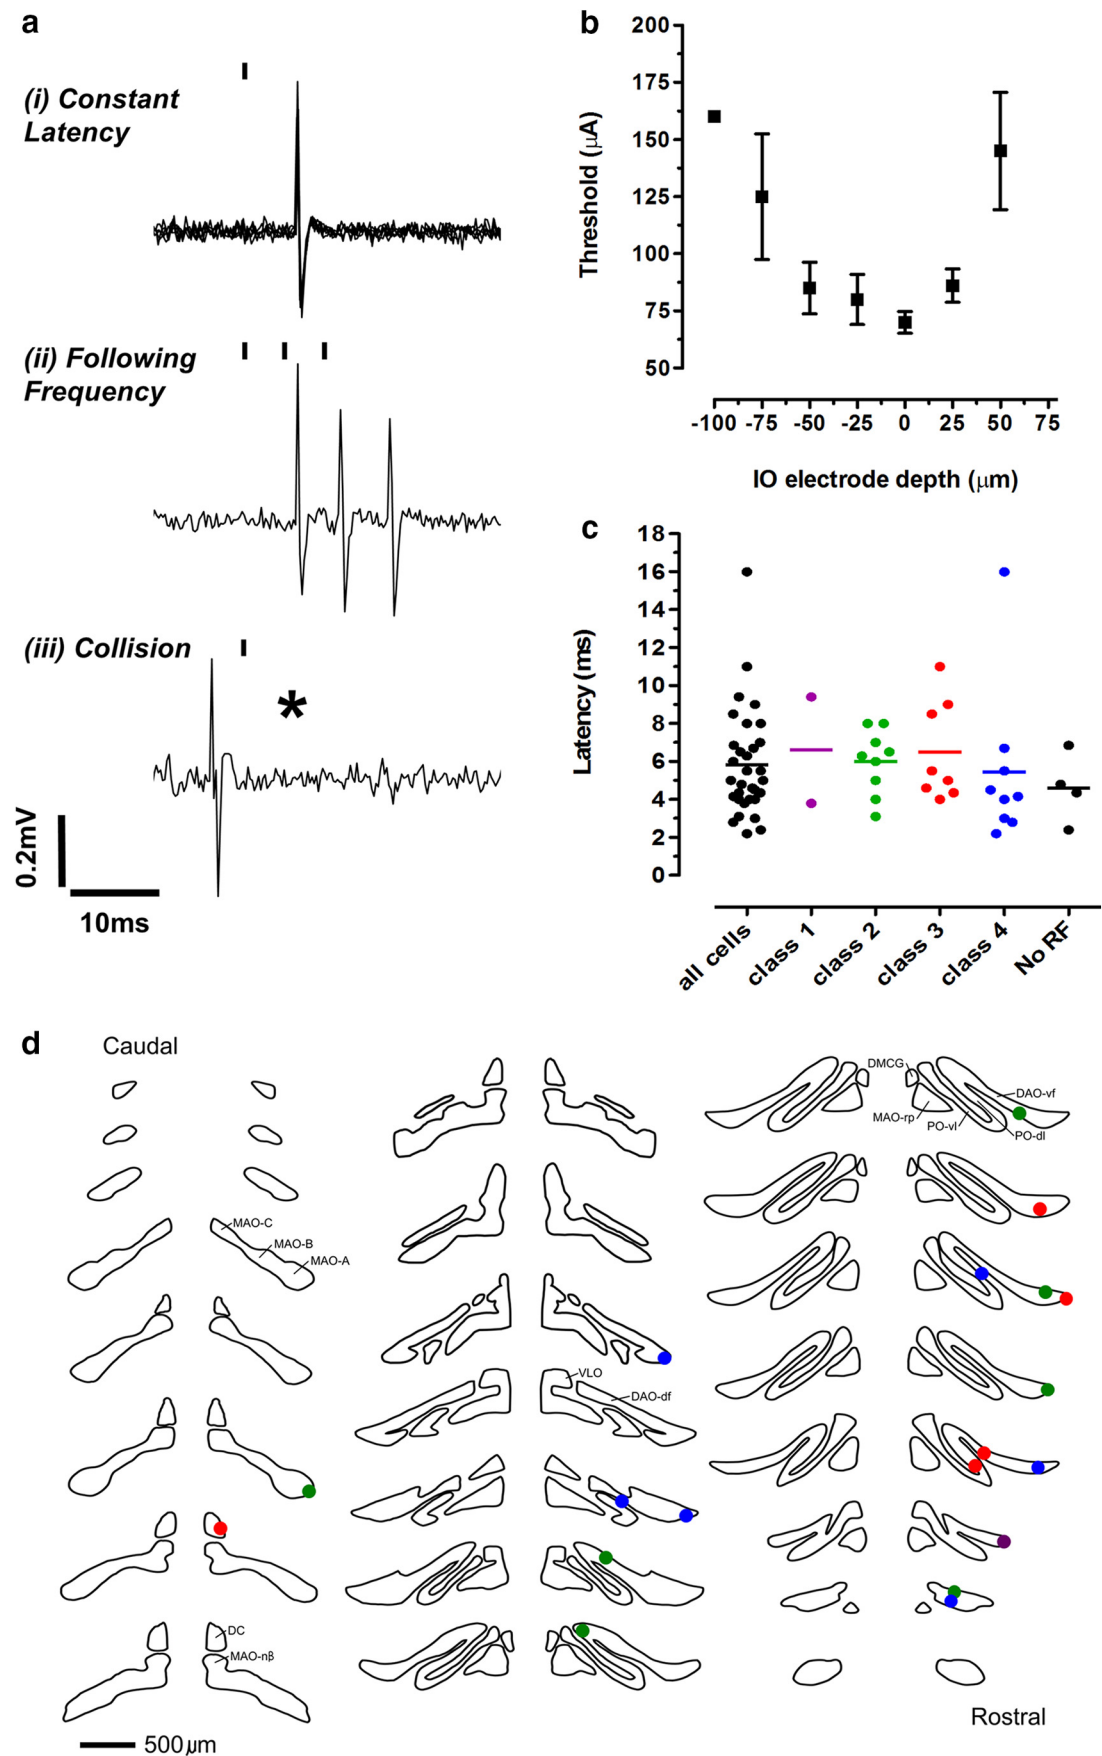 a
(i) Constant
Latency
(ii) Following
Frequency
(iii) Collision
*
0.2mV
10ms
b
200
175
150
125
100
75
50
Threshold (μA)
-100 -75 -50 -25 0 25 50 75
IO electrode depth (μm)
c
18
16
14
12
10
8
6
4
2
0
Latency (ms)
all cells
class 1
class 2
class 3
class 4
No RF
d
Caudal
MAO-C
MAO-B
MAO-A
DC
MAO-nβ
500μm
VLO
DAO-df
DMCG
DAO-vf
MAO-rp
PO-vl
PO-dl
Rostral